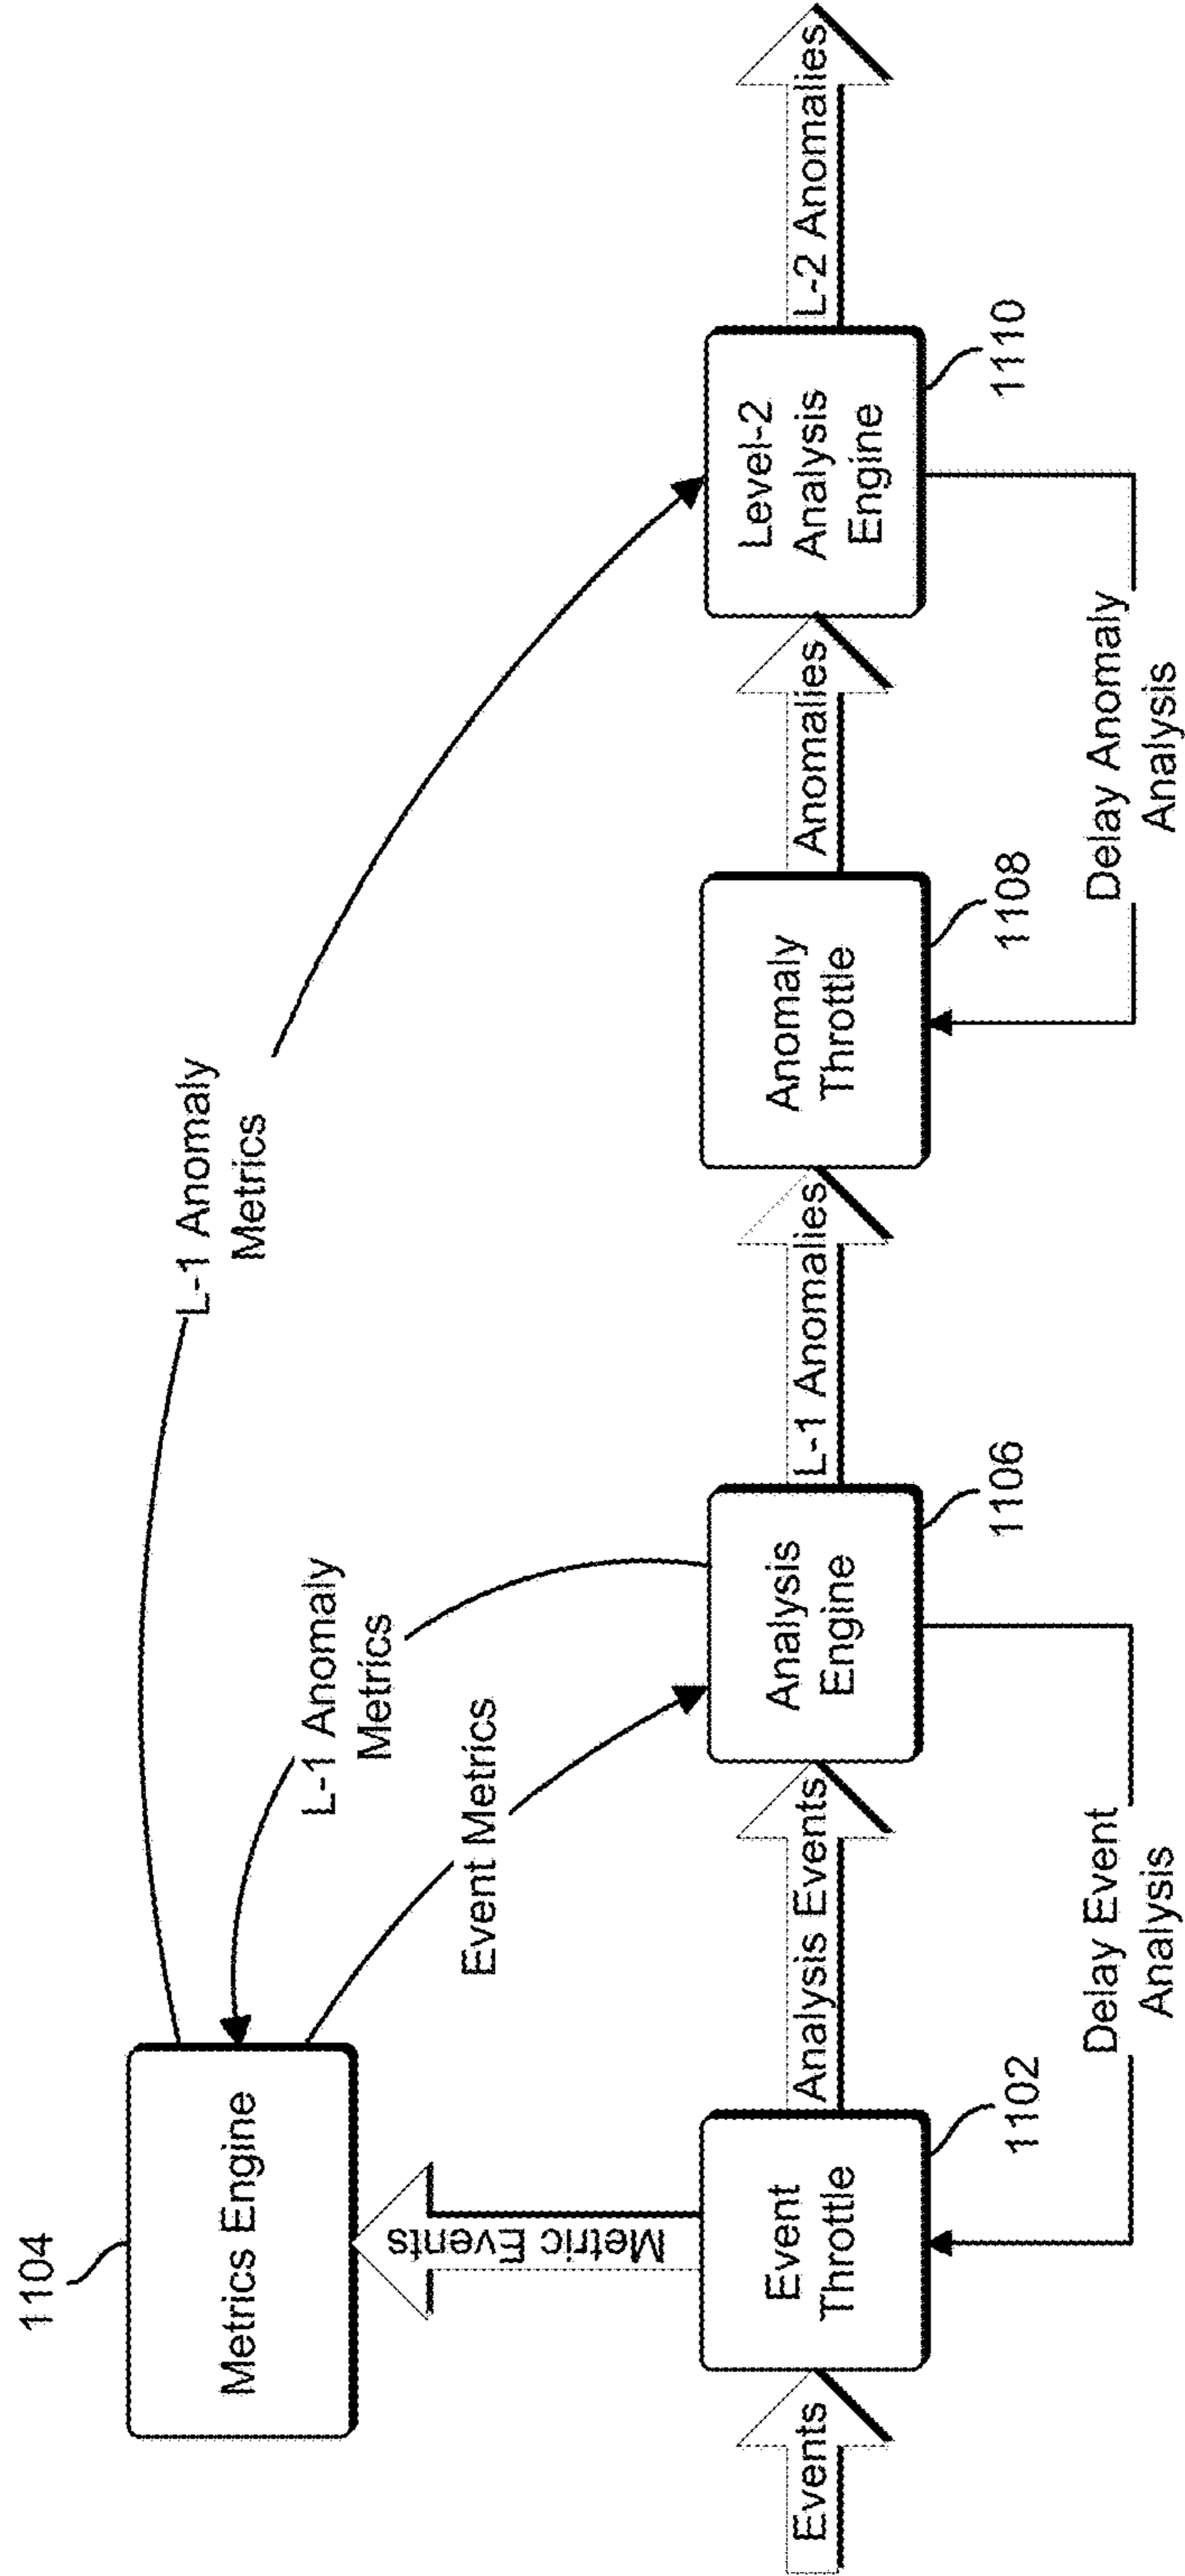 1104
Metrics Engine
L-1 Anomaly
Metrics
L-1 Anomaly
Metrics
Event Metrics
Metric Events
Events
Event
Throttle
1102
Analysis Events
Analysis
Engine
1106
L-1 Anomalies
Anomaly
Throttle
1108
Anomalies
Level-2
Analysis
Engine
1110
L-2 Anomalies
Delay Event
Analysis
Delay Anomaly
Analysis